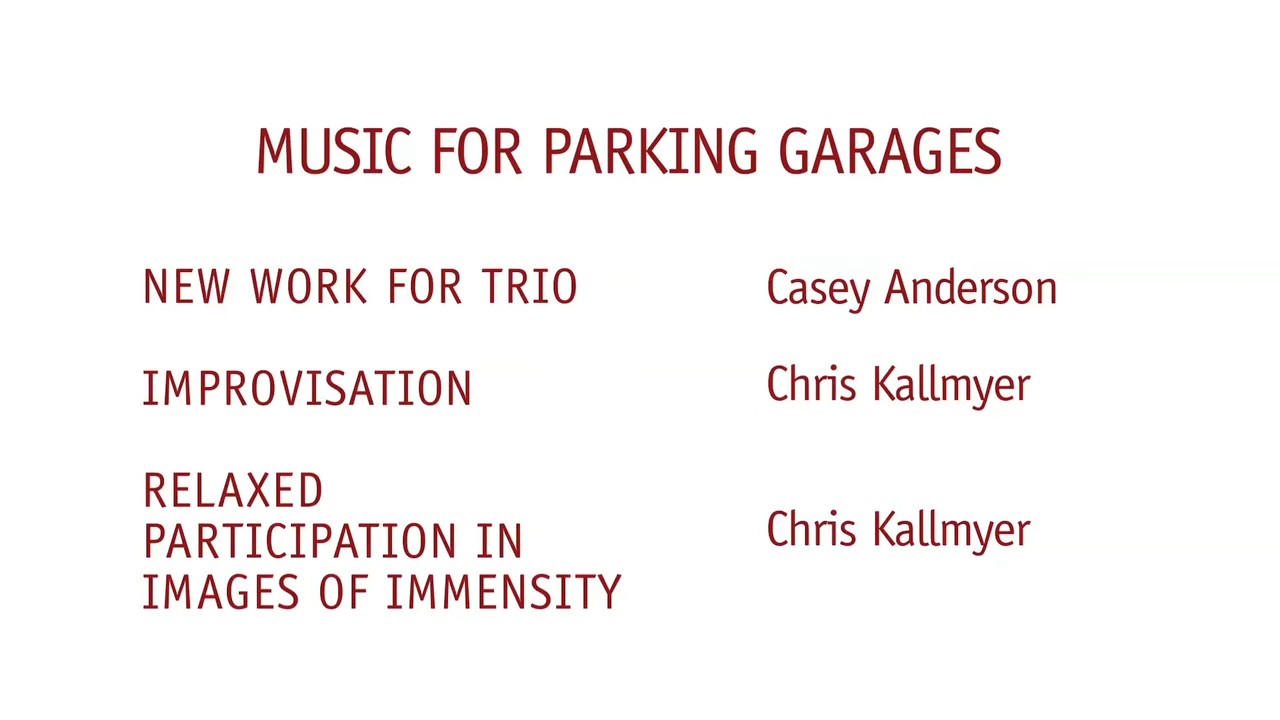 MUSIC FOR PARKING GARAGES
NEW WORK FOR TRIO
Casey Anderson
IMPROVISATION
Chris Kallmyer
RELAXED
PARTICIPATION IN
IMAGES OF IMMENSITY
Chris Kallmyer